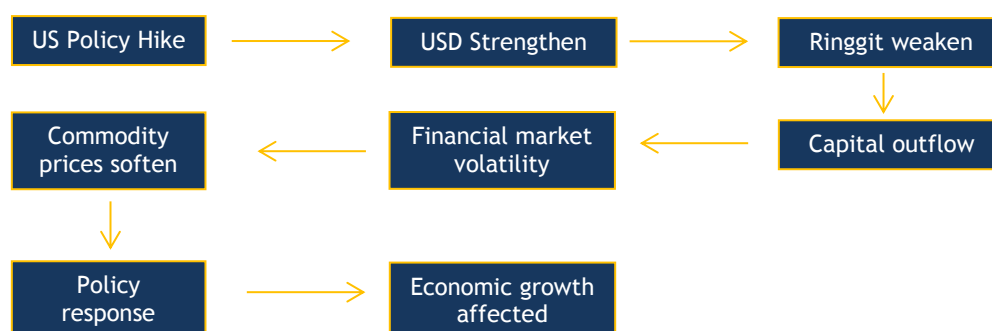 US Policy Hike
USD Strengthen
Ringgit weaken
Capital outflow
Financial market
volatility
Commodity
prices soften
Policy
response
Economic growth
affected